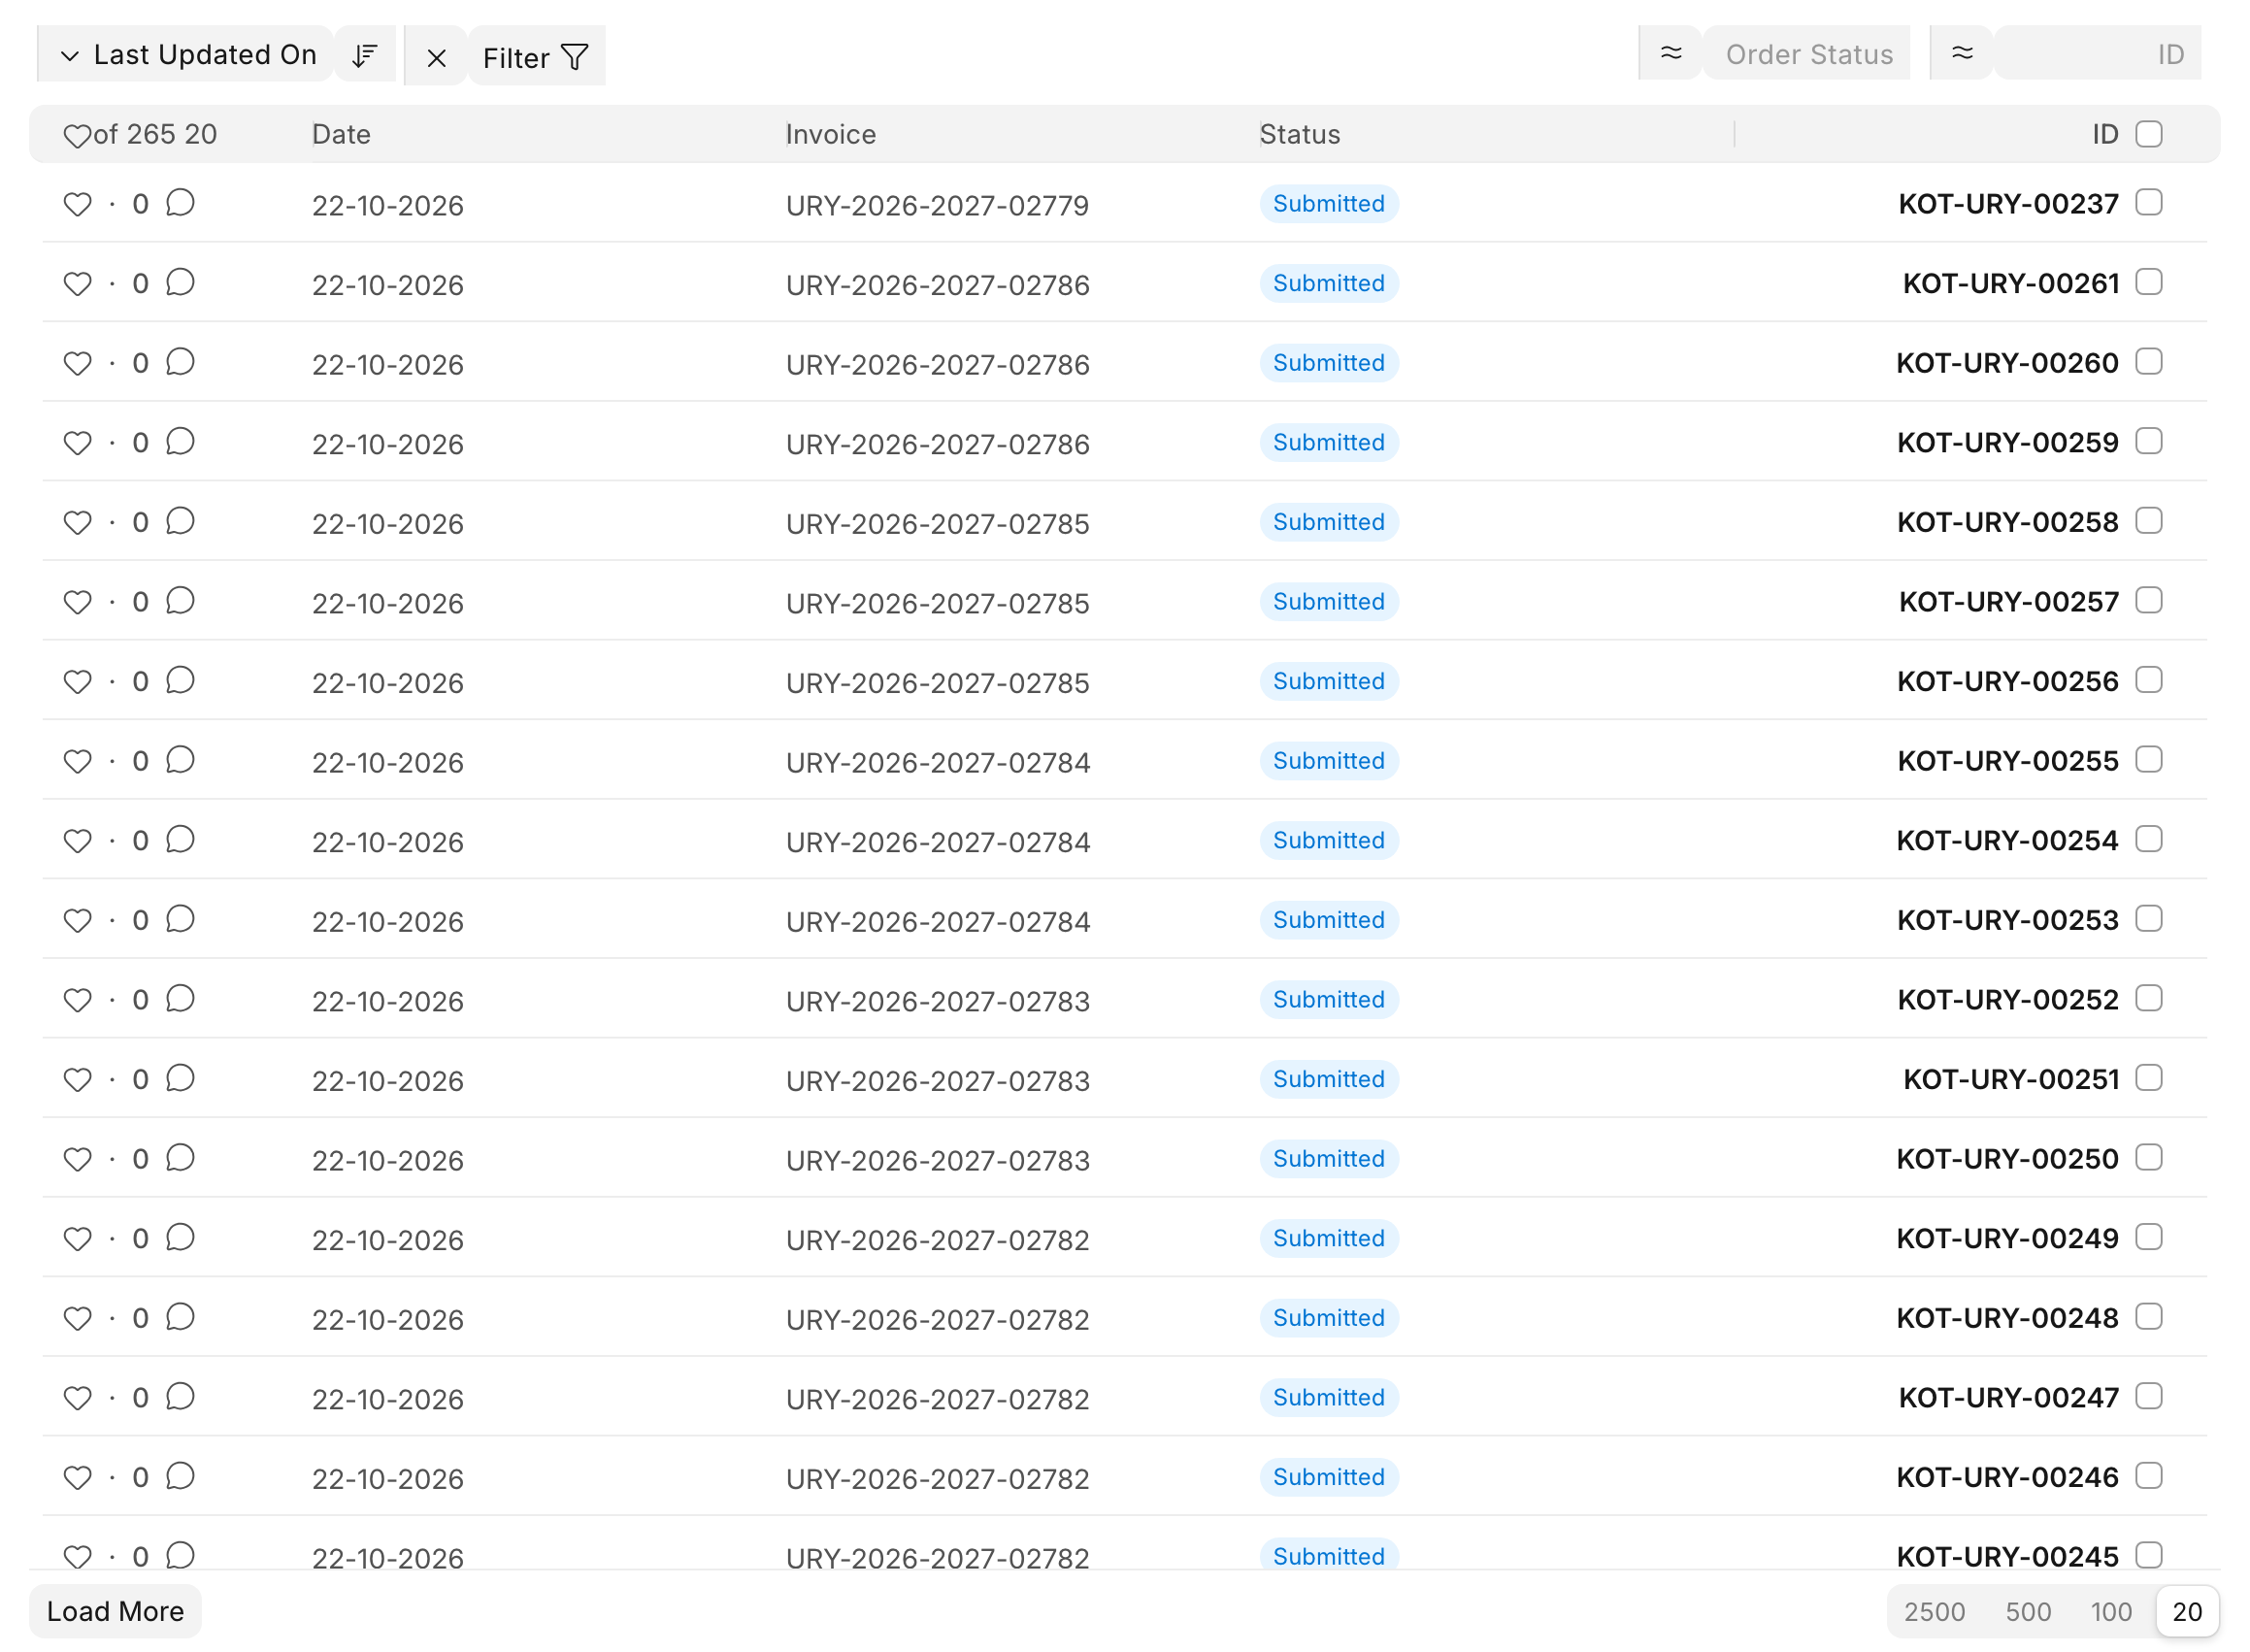 Last Updated On Filter Order Status ID
of 265 20 Date Invoice Status ID
0 22-10-2026 URY-2026-2027-02779 Submitted KOT-URY-00237
0 22-10-2026 URY-2026-2027-02786 Submitted KOT-URY-00261
0 22-10-2026 URY-2026-2027-02786 Submitted KOT-URY-00260
0 22-10-2026 URY-2026-2027-02786 Submitted KOT-URY-00259
0 22-10-2026 URY-2026-2027-02785 Submitted KOT-URY-00258
0 22-10-2026 URY-2026-2027-02785 Submitted KOT-URY-00257
0 22-10-2026 URY-2026-2027-02785 Submitted KOT-URY-00256
0 22-10-2026 URY-2026-2027-02784 Submitted KOT-URY-00255
0 22-10-2026 URY-2026-2027-02784 Submitted KOT-URY-00254
0 22-10-2026 URY-2026-2027-02784 Submitted KOT-URY-00253
0 22-10-2026 URY-2026-2027-02783 Submitted KOT-URY-00252
0 22-10-2026 URY-2026-2027-02783 Submitted KOT-URY-00251
0 22-10-2026 URY-2026-2027-02783 Submitted KOT-URY-00250
0 22-10-2026 URY-2026-2027-02782 Submitted KOT-URY-00249
0 22-10-2026 URY-2026-2027-02782 Submitted KOT-URY-00248
0 22-10-2026 URY-2026-2027-02782 Submitted KOT-URY-00247
0 22-10-2026 URY-2026-2027-02782 Submitted KOT-URY-00246
0 22-10-2026 URY-2026-2027-02782 Submitted KOT-URY-00245
Load More 2500 500 100 20